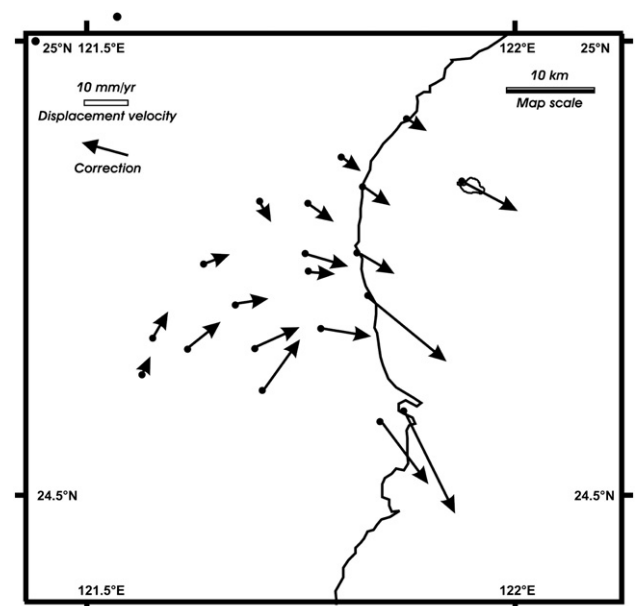 25°N 121.5°E 122°E 25°N
10 mm/yr
Displacement velocity
Correction
10 km
Map scale
24.5°N 24.5°N
121.5°E 122°E